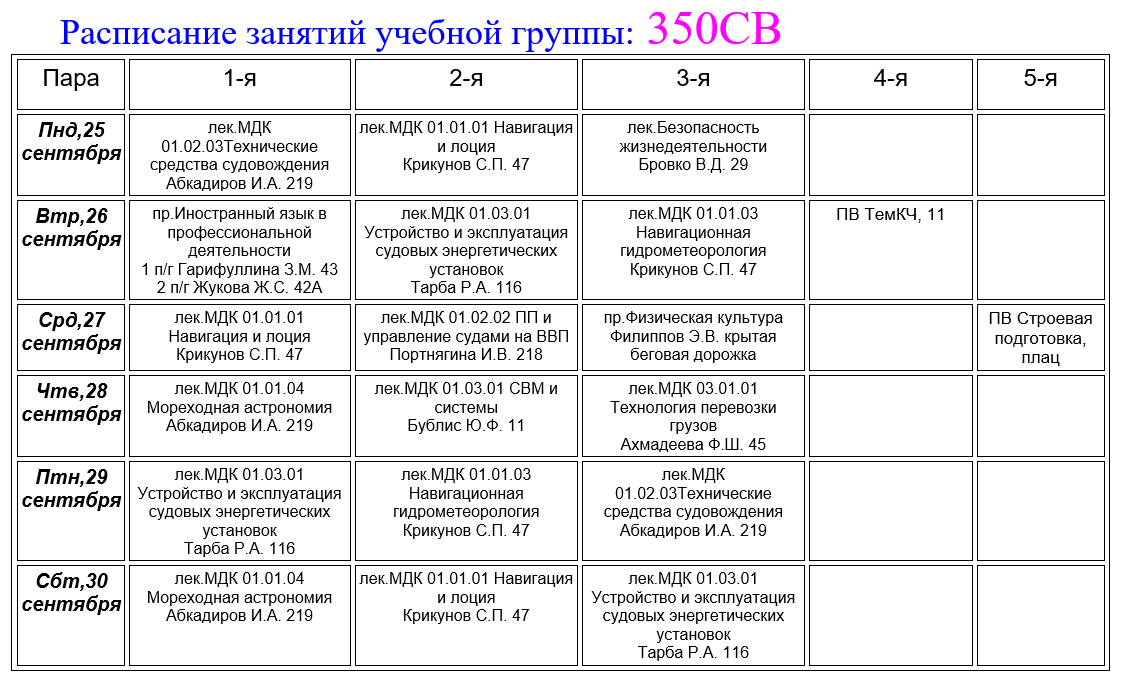 Расписание занятий учебной группы: 350СВ
Пара
1-я
2-я
3-я
4-я
5-я
Пнд,25
сентября
лек.МДК
01.02.03Технические
средства судовождения
Абкадиров И.А. 219
лек.МДК 01.01.01 Навигация
и лоция
Крикунов С.П. 47
лек.Безопасность
жизнедеятельности
Бровко В.Д. 29
Втр,26
сентября
пр.Иностранный язык в
профессиональной
деятельности
1 п/г Гарифуллина З.М. 43
2 п/г Жукова Ж.С. 42А
лек.МДК 01.03.01
Устройство и эксплуатация
судовых энергетических
установок
Тарба Р.А. 116
лек.МДК 01.01.03
Навигационная
гидрометеорология
Крикунов С.П. 47
ПВ ТемКЧ, 11
Срд,27
сентября
лек.МДК 01.01.01
Навигация и лоция
Крикунов С.П. 47
лек.МДК 01.02.02 ПП и
управление судами на ВВП
Портнягина И.В. 218
пр.Физическая культура
Филиппов Э.В. крытая
беговая дорожка
ПВ Строевая
подготовка,
плац
Чтв,28
сентября
лек.МДК 01.01.04
Мореходная астрономия
Абкадиров И.А. 219
лек.МДК 01.03.01 СВМ и
системы
Бублис Ю.Ф. 11
лек.МДК 03.01.01
Технология перевозки
грузов
Ахмадеева Ф.Ш. 45
Птн,29
сентября
лек.МДК 01.03.01
Устройство и эксплуатация
судовых энергетических
установок
Тарба Р.А. 116
лек.МДК 01.01.03
Навигационная
гидрометеорология
Крикунов С.П. 47
лек.МДК
01.02.03Технические
средства судовождения
Абкадиров И.А. 219
Сбт,30
сентября
лек.МДК 01.01.04
Мореходная астрономия
Абкадиров И.А. 219
лек.МДК 01.01.01 Навигация
и лоция
Крикунов С.П. 47
лек.МДК 01.03.01
Устройство и эксплуатация
судовых энергетических
установок
Тарба Р.А. 116